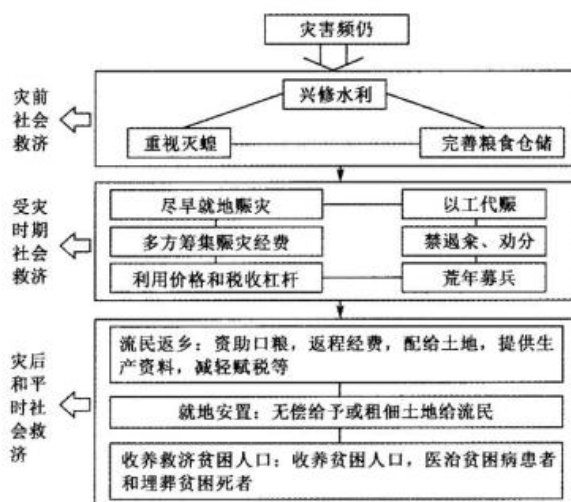 灾害频仍
灾前
社会
救济
兴修水利
重视灭蝗
完善粮食仓储
受灾
时期
社会
救济
尽早就地赈灾
以工代赈
多方筹集赈灾经费
禁遏籴、劝分
利用价格和税收杠杆
荒年募兵
灾后
和平
时社
会救
济
流民返乡：资助口粮，返程经费，配给土地，提供生
产资料，减轻赋税等
就地安置：无偿给予或租佃土地给流民
收养救济贫困人口：收养贫困人口，医治贫困病患者
和埋葬贫困死者